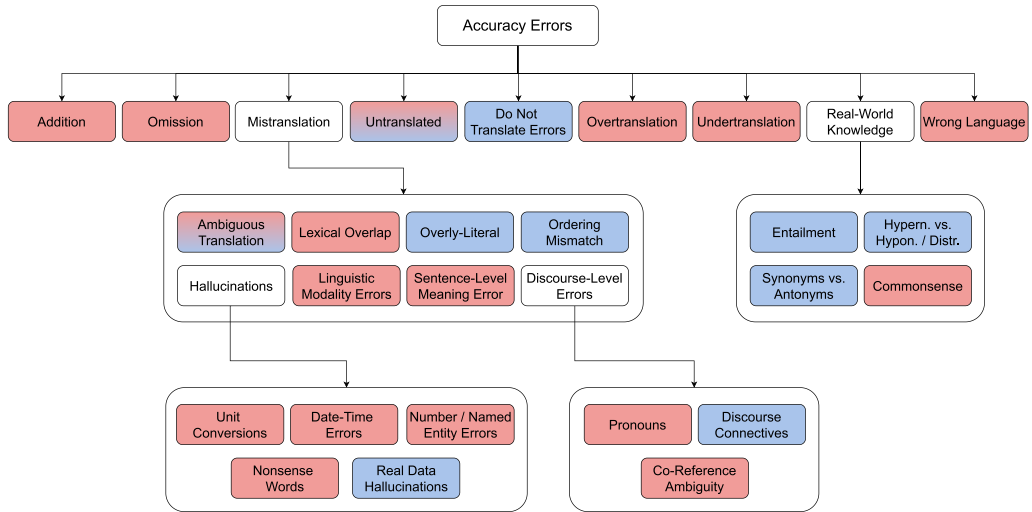 Accuracy Errors
Addition
Omission
Mistranslation
Untranslated
Do Not
Translate Errors
Overtranslation
Undertranslation
Real-World
Knowledge
Wrong Language
Ambiguous
Translation
Lexical Overlap
Overly-Literal
Ordering
Mismatch
Hallucinations
Linguistic
Modality Errors
Sentence-Level
Meaning Error
Discourse-Level
Errors
Entailment
Hypern. vs.
Hypon. / Distr.
Synonyms vs.
Antonyms
Commonsense
Unit
Conversions
Date-Time
Errors
Number / Named
Entity Errors
Nonsense
Words
Real Data
Hallucinations
Pronouns
Discourse
Connectives
Co-Reference
Ambiguity